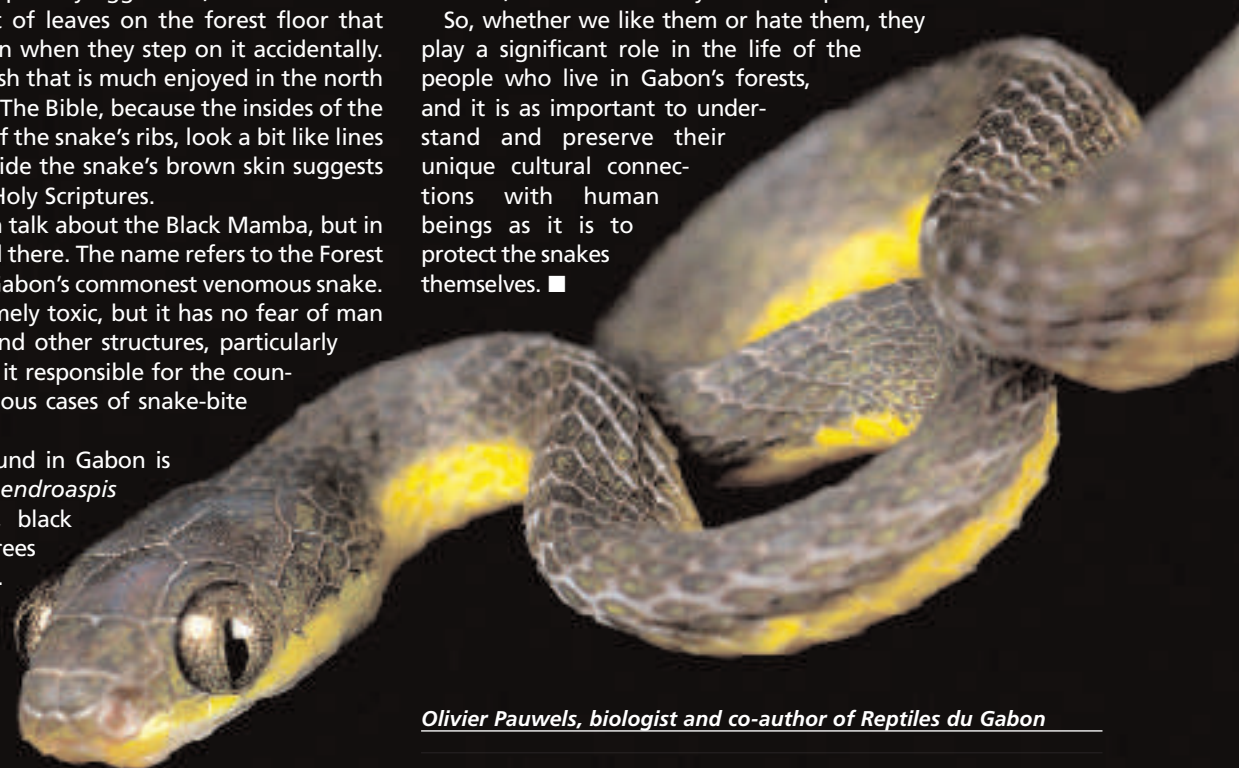 of leaves on the forest floor that
n when they step on it accidentally.
sh that is much enjoyed in the north
The Bible, because the insides of the
f the snake's ribs, look a bit like lines
ide the snake's brown skin suggests
Holy Scriptures.
talk about the Black Mamba, but in
there. The name refers to the Forest
Gabon's commonest venomous snake.
mely toxic, but it has no fear of man
nd other structures, particularly
it responsible for the coun-
ous cases of snake-bite
und in Gabon is
endroaspis
black
rees
So, whether we like them or hate them, they
play a significant role in the life of the
people who live in Gabon's forests,
and it is as important to under-
stand and preserve their
unique cultural connec-
tions with human
beings as it is to
protect the snakes
themselves. ■
Olivier Pauwels, biologist and co-author of Reptiles du Gabon